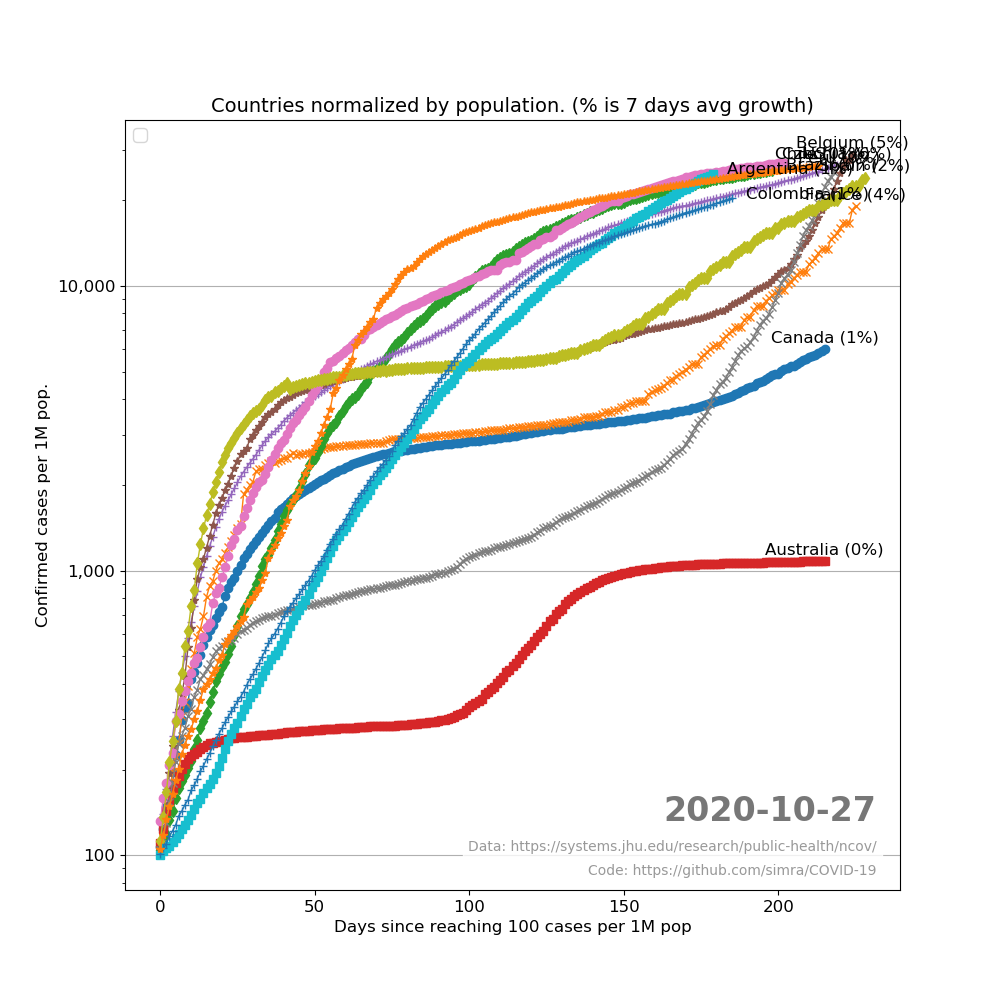 Countries normalized by population. (% is 7 days avg growth)
Belgium (5%)
Argentina (1%)
Colombia (1%)
France (4%)
10,000
Canada (1%)
Australia (0%)
1,000
100
Confirmed cases per 1M pop.
2020-10-27
Data: https://systems.jhu.edu/research/public-health/ncov/
Code: https://github.com/simra/COVID-19
0
50
100
150
200
Days since reaching 100 cases per 1M pop